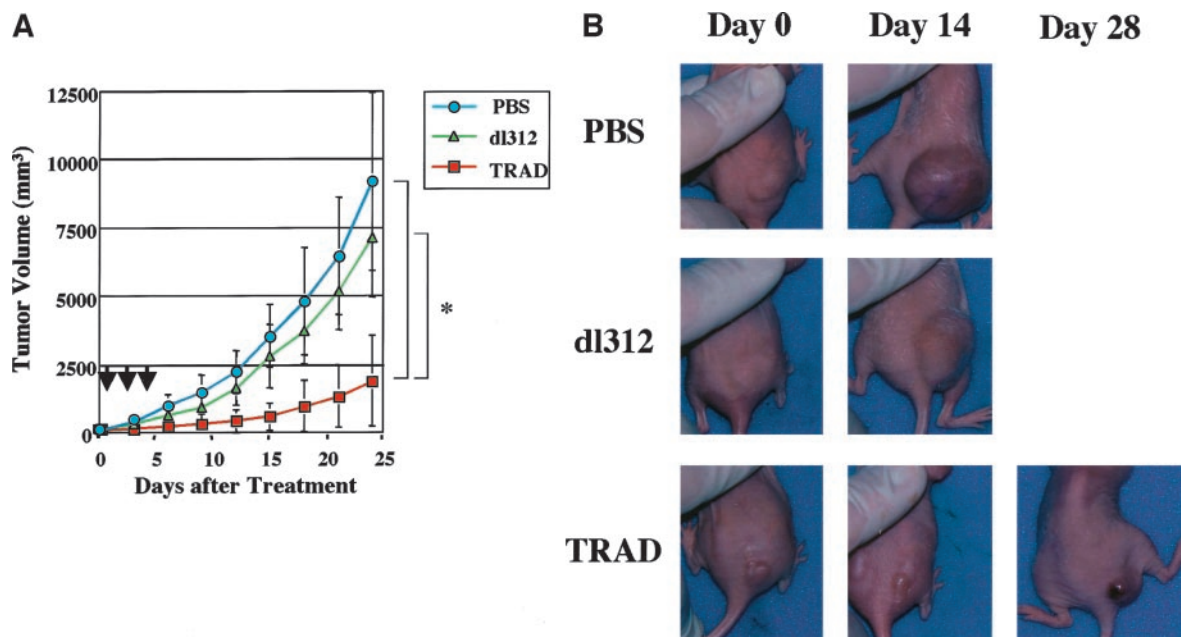 A
Tumor Volume (mm³)
12500
10000
7500
5000
2500
0
0 5 10 15 20 25
Days after Treatment
PBS
dl312
TRAD
*
B
Day 0 Day 14 Day 28
PBS
dl312
TRAD